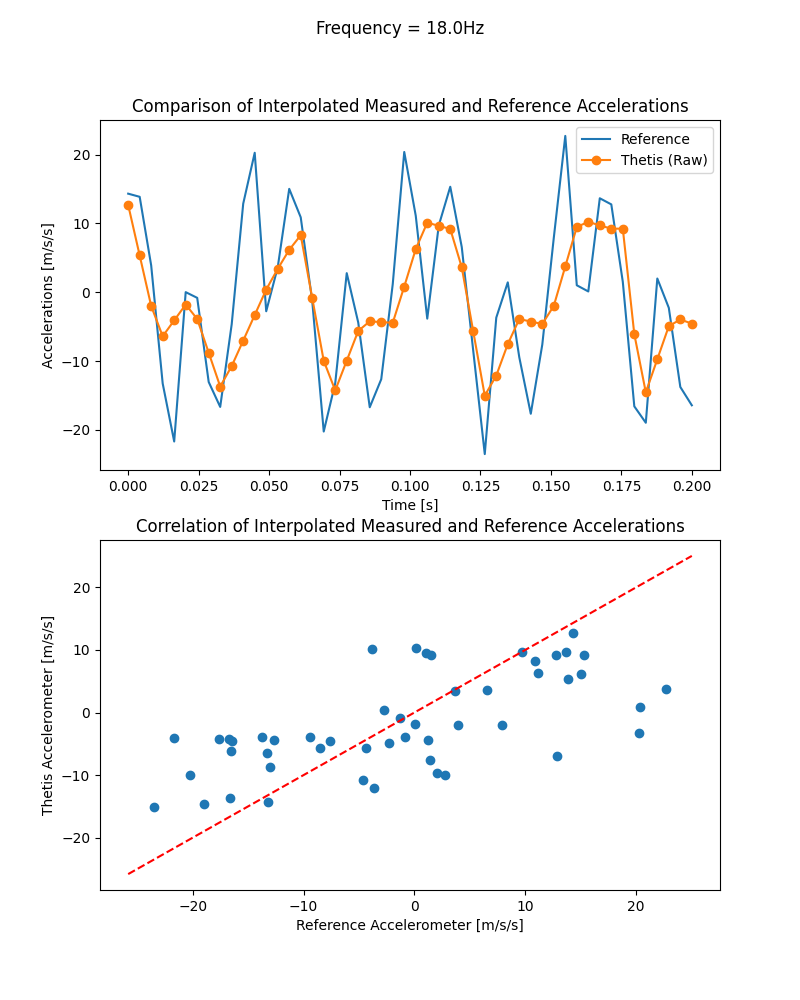 Frequency = 18.0Hz
Comparison of Interpolated Measured and Reference Accelerations
Reference
Thetis (Raw)
20
10
0
−10
−20
Accelerations [m/s/s]
0.000 0.025 0.050 0.075 0.100 0.125 0.150 0.175 0.200
Time [s]
Correlation of Interpolated Measured and Reference Accelerations
20
10
0
−10
−20
Thetis Accelerometer [m/s/s]
−20 −10 0 10 20
Reference Accelerometer [m/s/s]